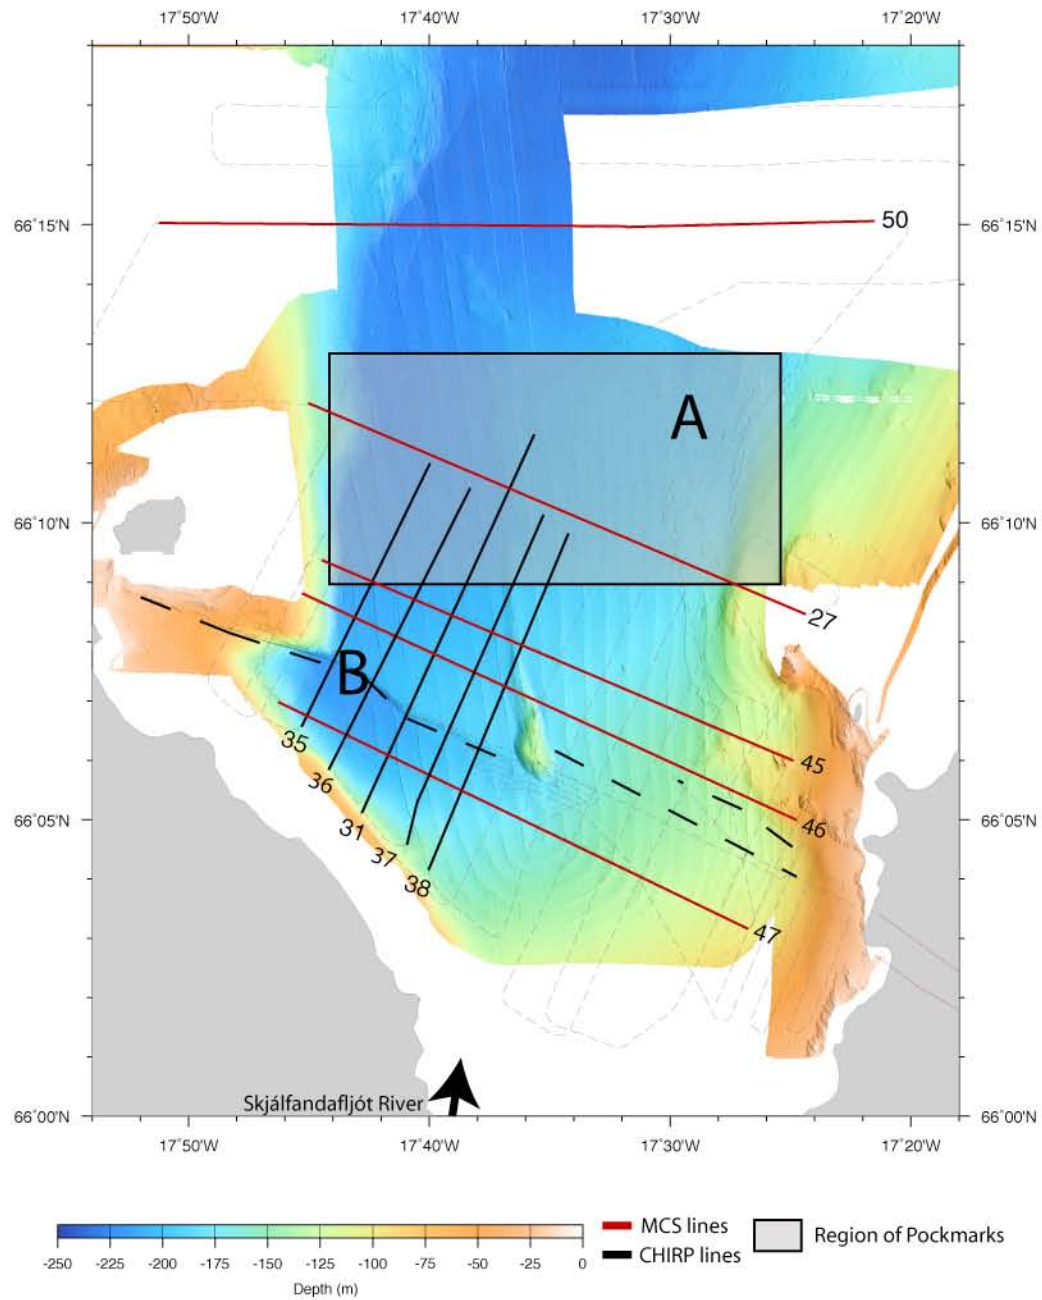 17˚50'W 17˚40'W 17˚30'W 17˚20'W
66˚15'N 50 66˚15'N
A
66˚10'N 66˚10'N
27
B
35 45
36
66˚05'N 31 46 66˚05'N
37
38
47
Skjálfandafljót River
66˚00'N 66˚00'N
17˚50'W 17˚40'W 17˚30'W 17˚20'W
MCS lines
Region of Pockmarks
CHIRP lines
-250 -225 -200 -175 -150 -125 -100 -75 -50 -25 0
Depth (m)